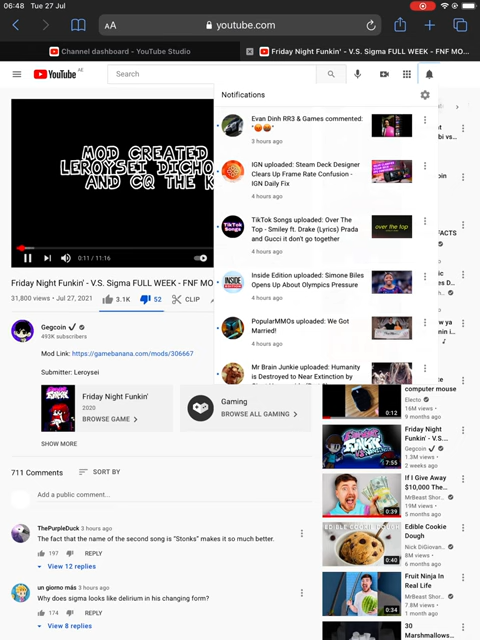 06:48 Tue 27 Jul
AA
youtube.com
Channel dashboard - YouTube Studio
Friday Night Funkin' - V.S. Sigma FULL WEEK - FNF MO...
YouTube AE
Search
Notifications
MOD CREATED
LEROYSEI DICHO
AND CQ THE K
0:11 / 11:16
Evan Dinh RR3 & Games commented:
"😡😡"
3 hours ago
IGN uploaded: Steam Deck Designer
Clears Up Frame Rate Confusion -
IGN Daily Fix
4 hours ago
TikTok Songs
TikTok Songs uploaded: Over The
Top - Smiley ft. Drake (Lyrics) Prada
and Gucci it don't go together
4 hours ago
over the top
INSIDE EDITION
Inside Edition uploaded: Simone Biles
Opens Up About Olympics Pressure
4 hours ago
PopularMMOs uploaded: We Got
Married!
4 hours ago
Mr Brain Junkie uploaded: Humanity
is Destroyed to Near Extinction by
Friday Night Funkin' - V.S. Sigma FULL WEEK - FNF MO
31,800 views • Jul 27, 2021
3.1K
52
CLIP
Gegcoin
493K subscribers
Mod Link: https://gamebanana.com/mods/306667
Submitter: Leroysei
Friday Night Funkin'
2020
BROWSE GAME
Gaming
BROWSE ALL GAMING
SHOW MORE
711 Comments
SORT BY
Add a public comment...
ThePurpleDuck 3 hours ago
The fact that the name of the second song is "Stonks" makes it so much better.
197
REPLY
View 12 replies
un giorno más 3 hours ago
Why does sigma looks like delirium in his changing form?
174
REPLY
View 8 replies
FACTS
computer mouse
Electo
16M views •
9 months ago
0:12
Friday Night
Funkin' - V.S....
Gegcoin
1.3M views •
2 weeks ago
7:55
If I Give Away
$10,000 The...
MrBeast Shor...
19M views •
5 months ago
0:39
EDIBLE COOKIE DOUGH
Edible Cookie
Dough
Nick DiGiovan...
8M views •
6 months ago
0:40
Fruit Ninja In
Real Life
MrBeast Shor...
7.8M views •
1 month ago
0:34
30
Marshmallows...